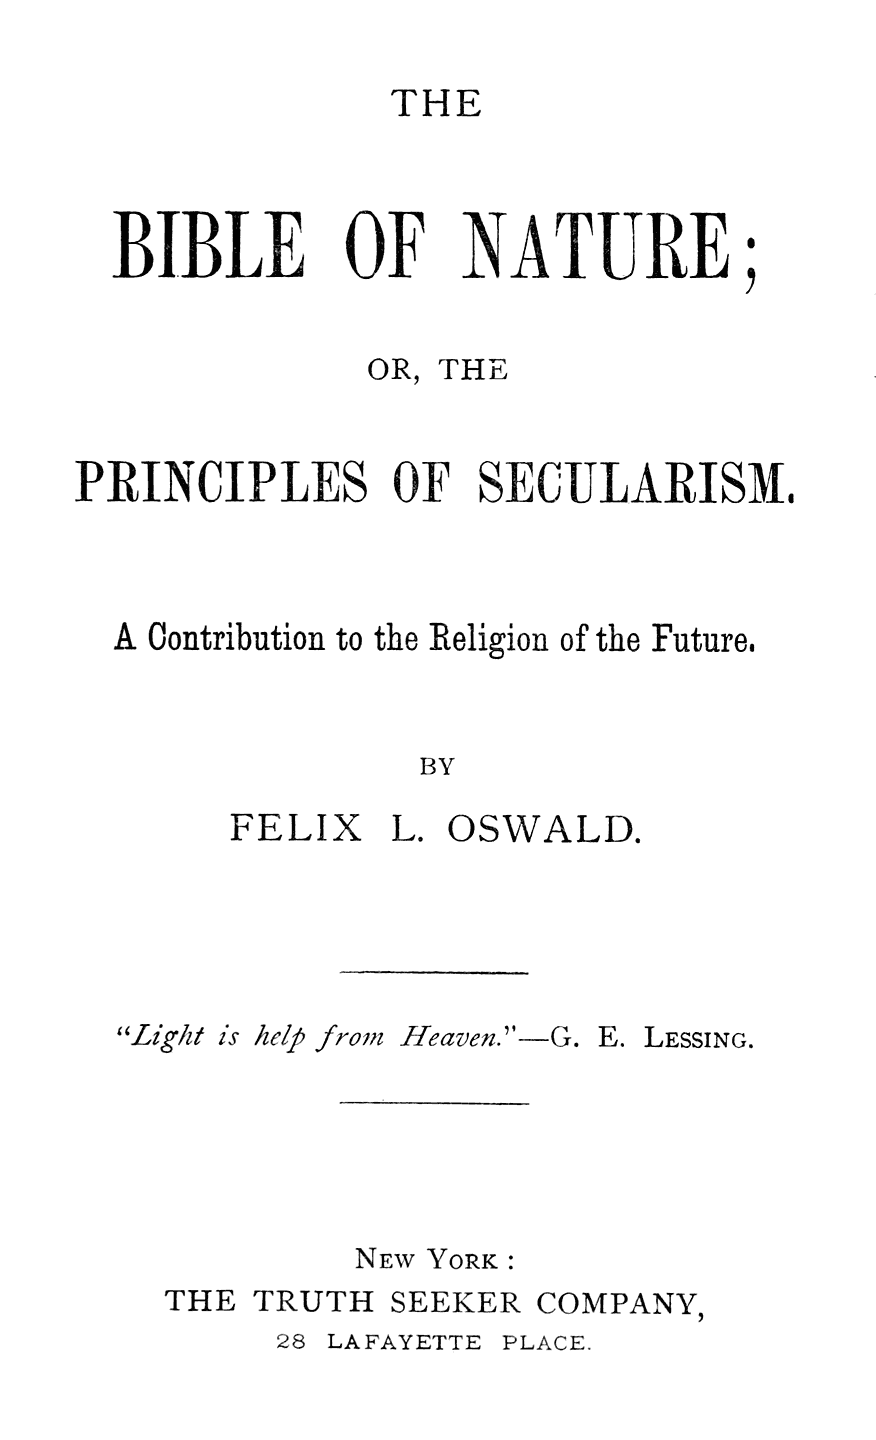 THE
BIBLE OF NATURE;
OR, THE
PRINCIPLES OF SECULARISM.
A Contribution to the Religion of the Future.
BY
FELIX L. OSWALD.
"Light is help from Heaven."—G. E. LESSING.
NEW YORK:
THE TRUTH SEEKER COMPANY,
28 LAFAYETTE PLACE.